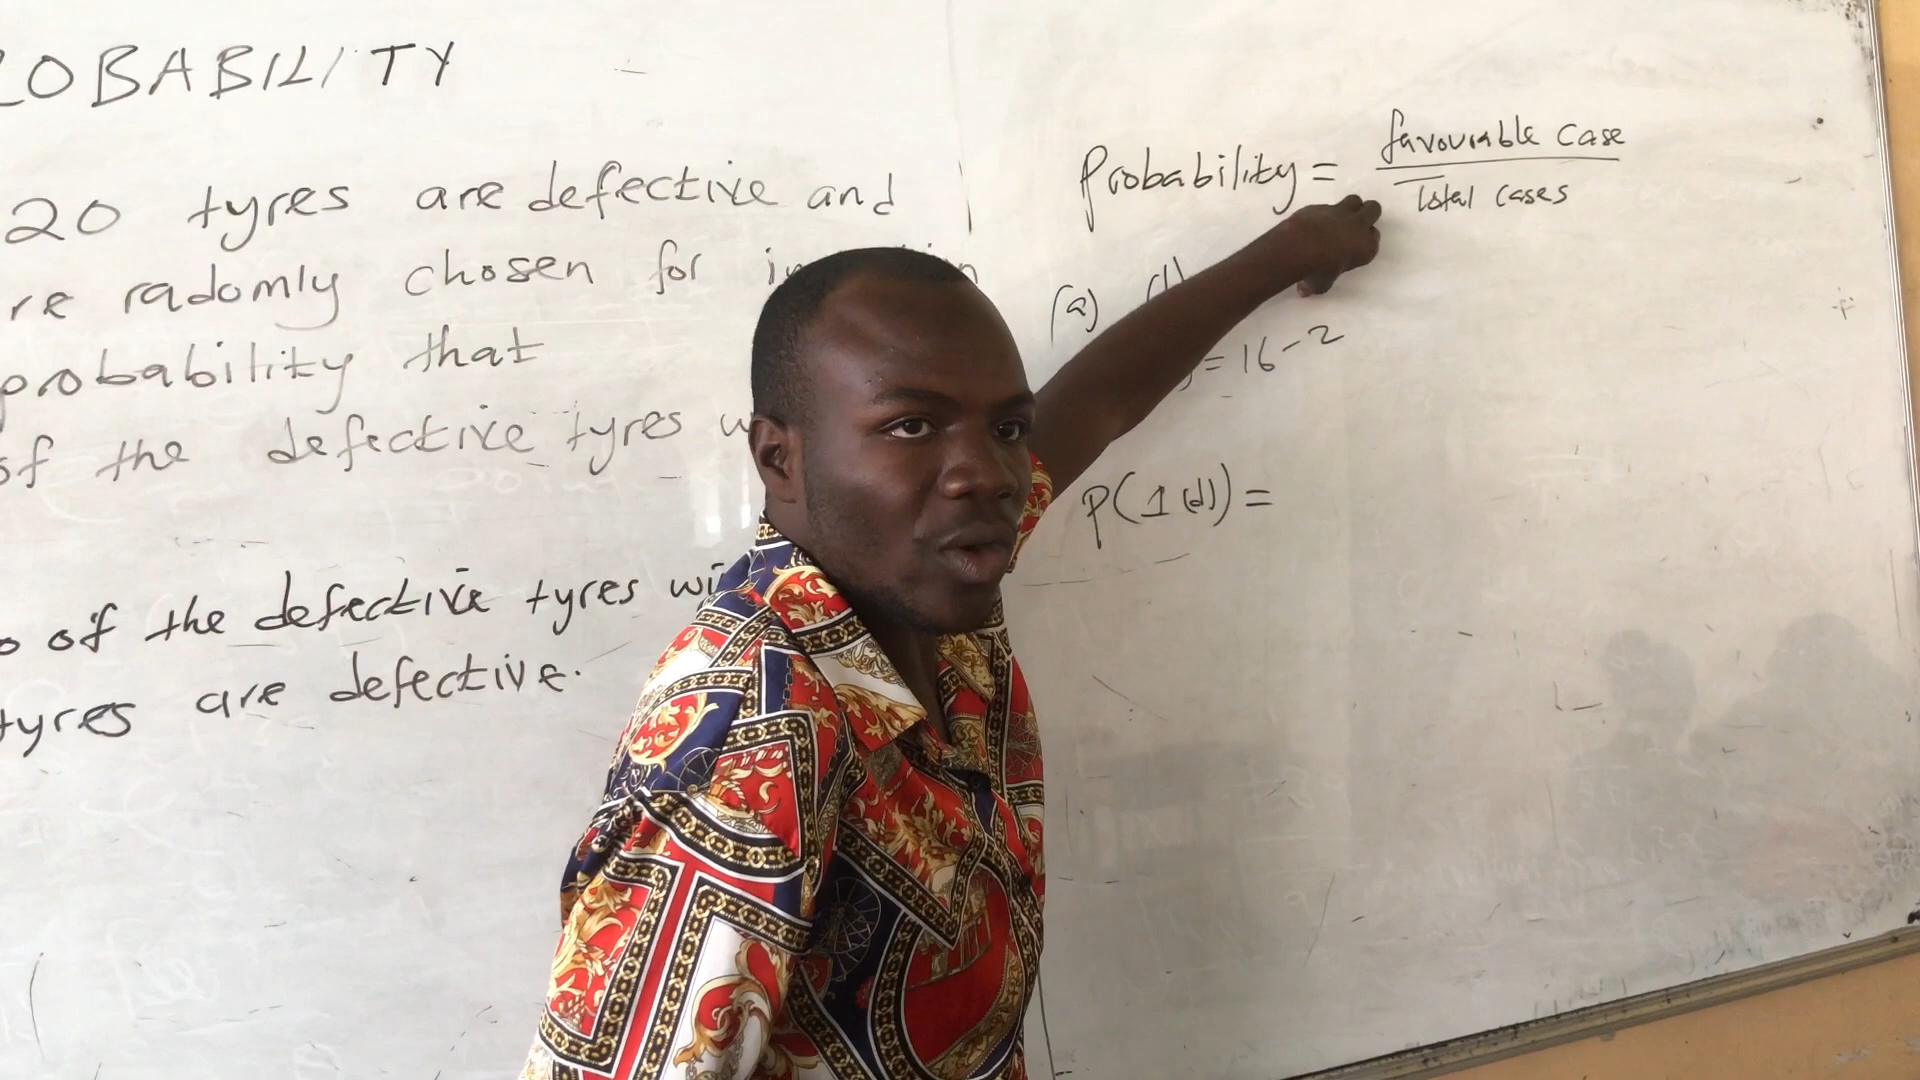 OBABILITY
20 tyres are defective and
re radomly chosen for
probability that
of the defective tyres
of the defective tyres wi
tyres are defective.
Probability = favourable case
Total cases
(a)
= 16 - 2
P(1(d)) =